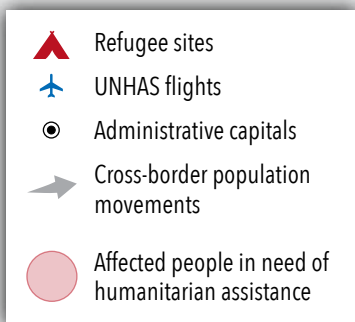 Refugee sites
UNHAS flights
Administrative capitals
Cross-border population
movements
Affected people in need of
humanitarian assistance